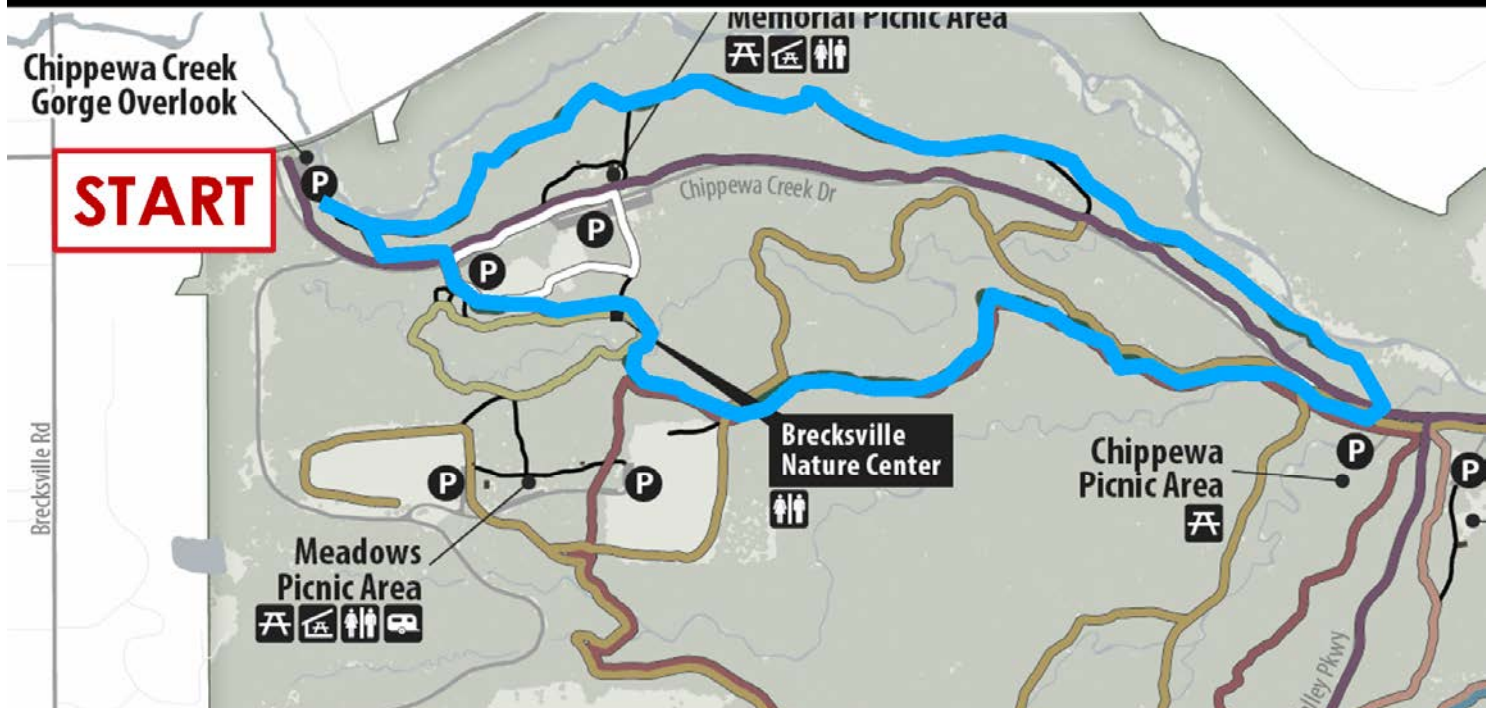 Memorial Picnic Area
Chippewa Creek
Gorge Overlook
START
P
Chippewa Creek Dr
P
P
Brecksville
Nature Center
Chippewa
Picnic Area
P
P
P
P
Meadows
Picnic Area
Brecksville Rd
lley Pkwy